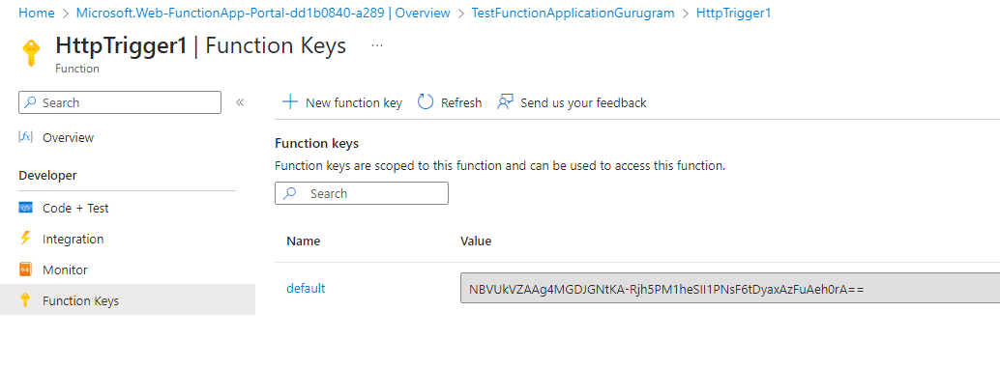 Home > Microsoft.Web-FunctionApp-Portal-dd1b0840-a289 | Overview > TestFunctionApplicationGurugram > HttpTrigger1
HttpTrigger1 | Function Keys ...
Function
Search «
New function key Refresh Send us your feedback
Overview
Developer
Code + Test
Integration
Monitor
Function Keys
Function keys
Function keys are scoped to this function and can be used to access this function.
Search
Name Value
default NBVUkVZAAg4MGDJGNtKA-Rjh5PM1heSII1PNsF6tDyaxAzFuAeh0rA==